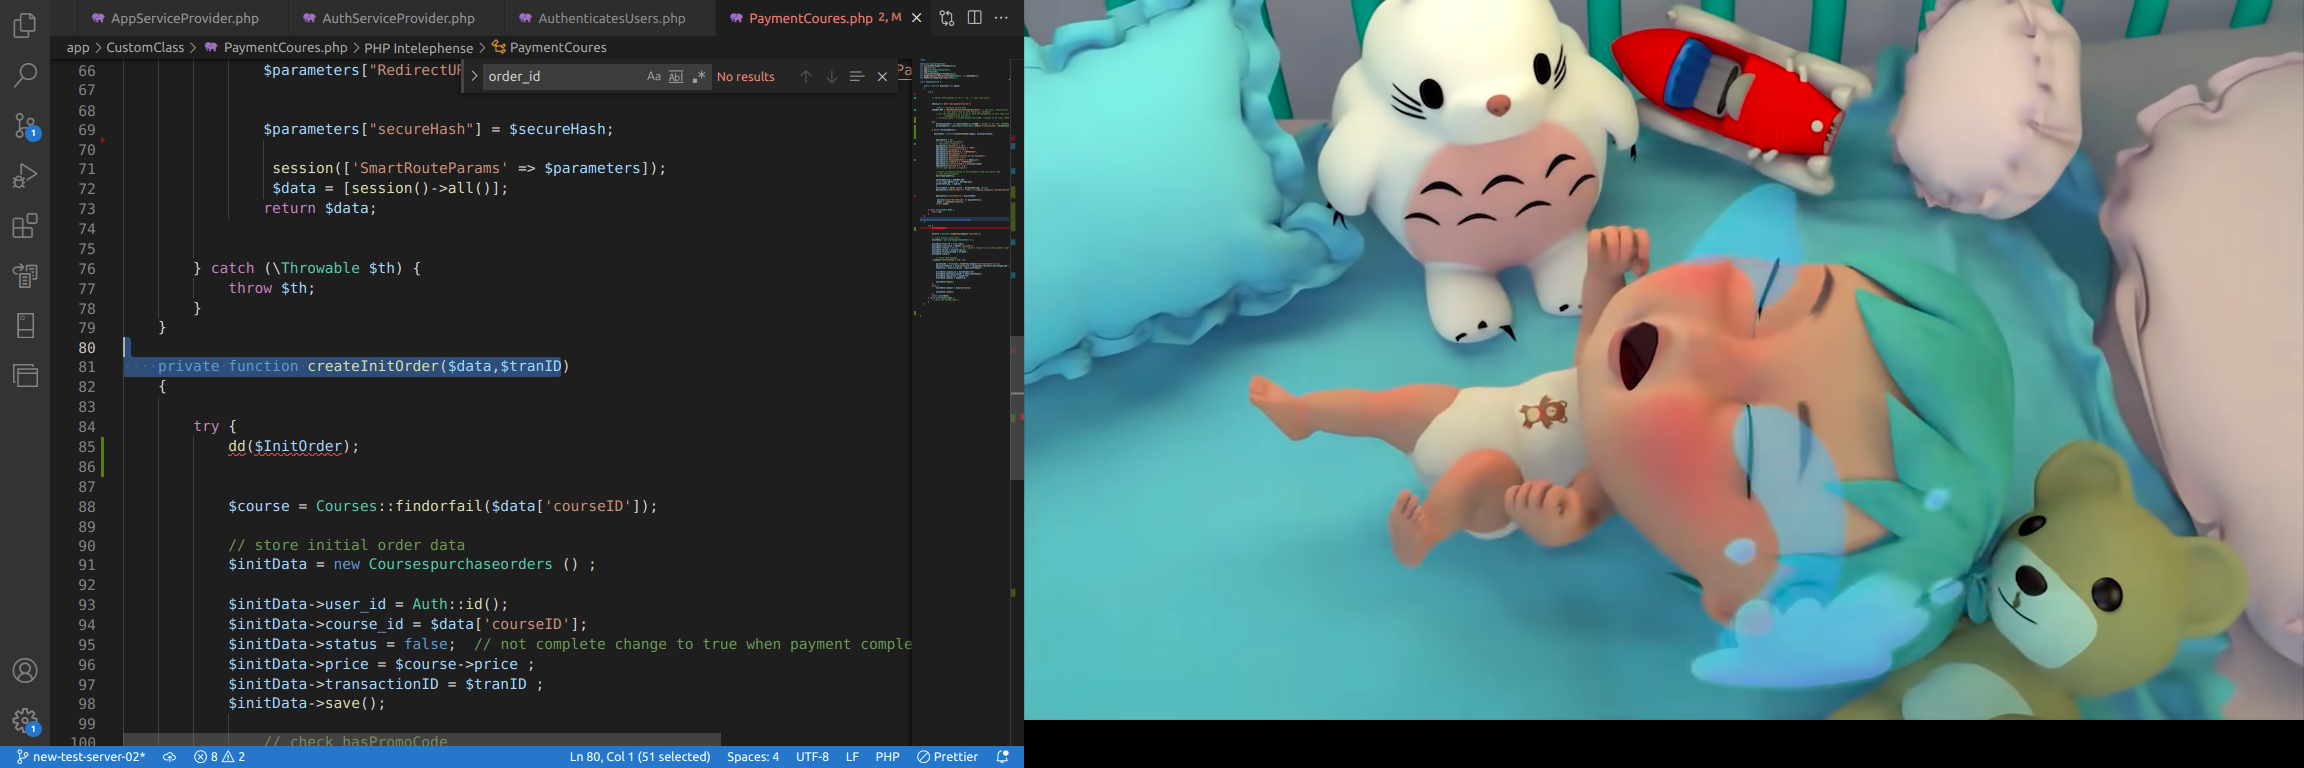 AppServiceProvider.php
AuthServiceProvider.php
AuthenticatesUsers.php
PaymentCoures.php 2, M
app > CustomClass > PaymentCoures.php > PHP Intelephense > PaymentCoures
order_id
Aa Abl .* No results
66 $parameters["RedirectUR
67
68
69 $parameters["secureHash"] = $secureHash;
70
71 session(['SmartRouteParams' => $parameters]);
72 $data = [session()->all()];
73 return $data;
74
75
76 } catch (\Throwable $th) {
77 throw $th;
78 }
79 }
80
81 private function createInitOrder($data,$tranID)
82 {
83
84 try {
85 dd($InitOrder);
86
87
88 $course = Courses::findorfail($data['courseID']);
89
90 // store initial order data
91 $initData = new Coursespurchaseorders () ;
92
93 $initData->user_id = Auth::id();
94 $initData->course_id = $data['courseID'];
95 $initData->status = false;  // not complete change to true when payment comple
96 $initData->price = $course->price ;
97 $initData->transactionID = $tranID ;
98 $initData->save();
99
100 // check hasPromoCode
1
1
new-test-server-02* 8 2 Ln 80, Col 1 (51 selected) Spaces: 4 UTF-8 LF PHP Prettier